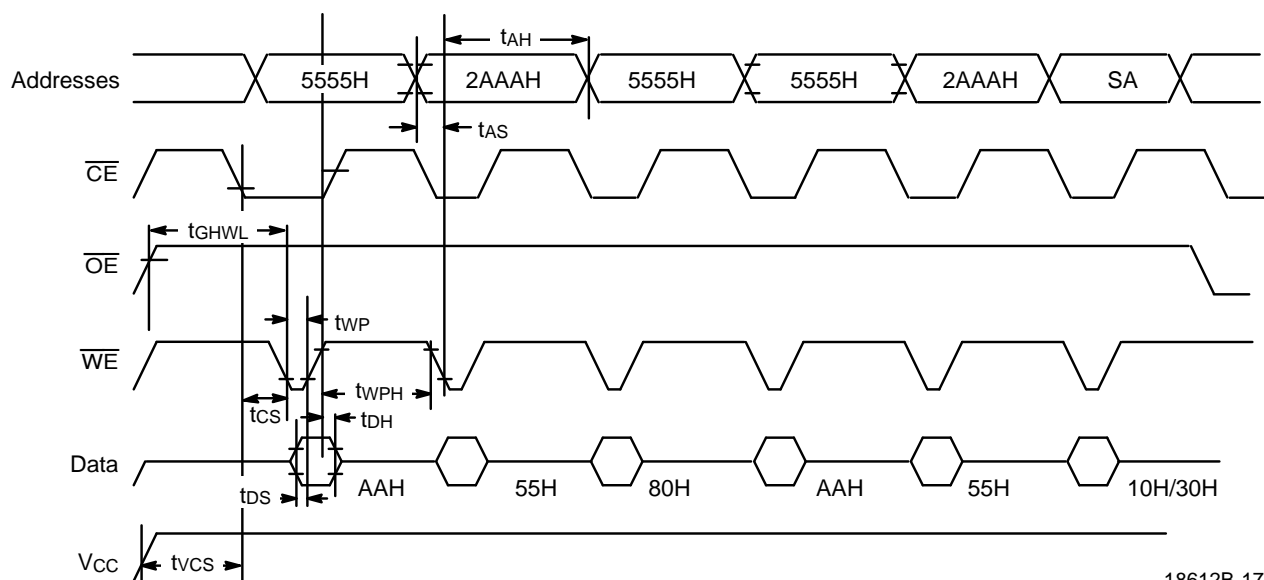 tAH
Addresses 5555H 2AAAH 5555H 5555H 2AAAH SA
tAS
CE
tGHWL
OE
tWP
WE
tWPH
tCS tDH
Data
tDS AAH 55H 80H AAH 55H 10H/30H
VCC tVCS
18612B-17